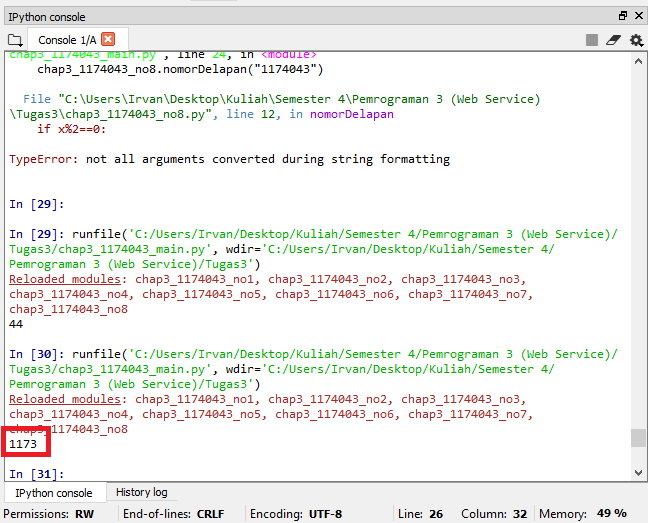 IPython console
Console 1/A
chap3_1174043_main.py", line 24, in <module>
chap3_1174043_no8.nomorDelapan("1174043")
File "C:\Users\Irvan\Desktop\Kuliah\Semester 4\Pemrograman 3 (Web Service)
\Tugas3\chap3_1174043_no8.py", line 12, in nomorDelapan
if x%2==0:
TypeError: not all arguments converted during string formatting
In [29]:
In [29]: runfile('C:/Users/Irvan/Desktop/Kuliah/Semester 4/Pemrograman 3 (Web Service)/
Tugas3/chap3_1174043_main.py', wdir='C:/Users/Irvan/Desktop/Kuliah/Semester 4/
Pemrograman 3 (Web Service)/Tugas3')
Reloaded modules: chap3_1174043_no1, chap3_1174043_no2, chap3_1174043_no3,
chap3_1174043_no4, chap3_1174043_no5, chap3_1174043_no6, chap3_1174043_no7,
chap3_1174043_no8
44
In [30]: runfile('C:/Users/Irvan/Desktop/Kuliah/Semester 4/Pemrograman 3 (Web Service)/
Tugas3/chap3_1174043_main.py', wdir='C:/Users/Irvan/Desktop/Kuliah/Semester 4/
Pemrograman 3 (Web Service)/Tugas3')
Reloaded modules: chap3_1174043_no1, chap3_1174043_no2, chap3_1174043_no3,
chap3_1174043_no4, chap3_1174043_no5, chap3_1174043_no6, chap3_1174043_no7,
chap3_1174043_no8
1173
In [31]:
IPython console History log
Permissions: RW End-of-lines: CRLF Encoding: UTF-8 Line: 26 Column: 32 Memory: 49 %